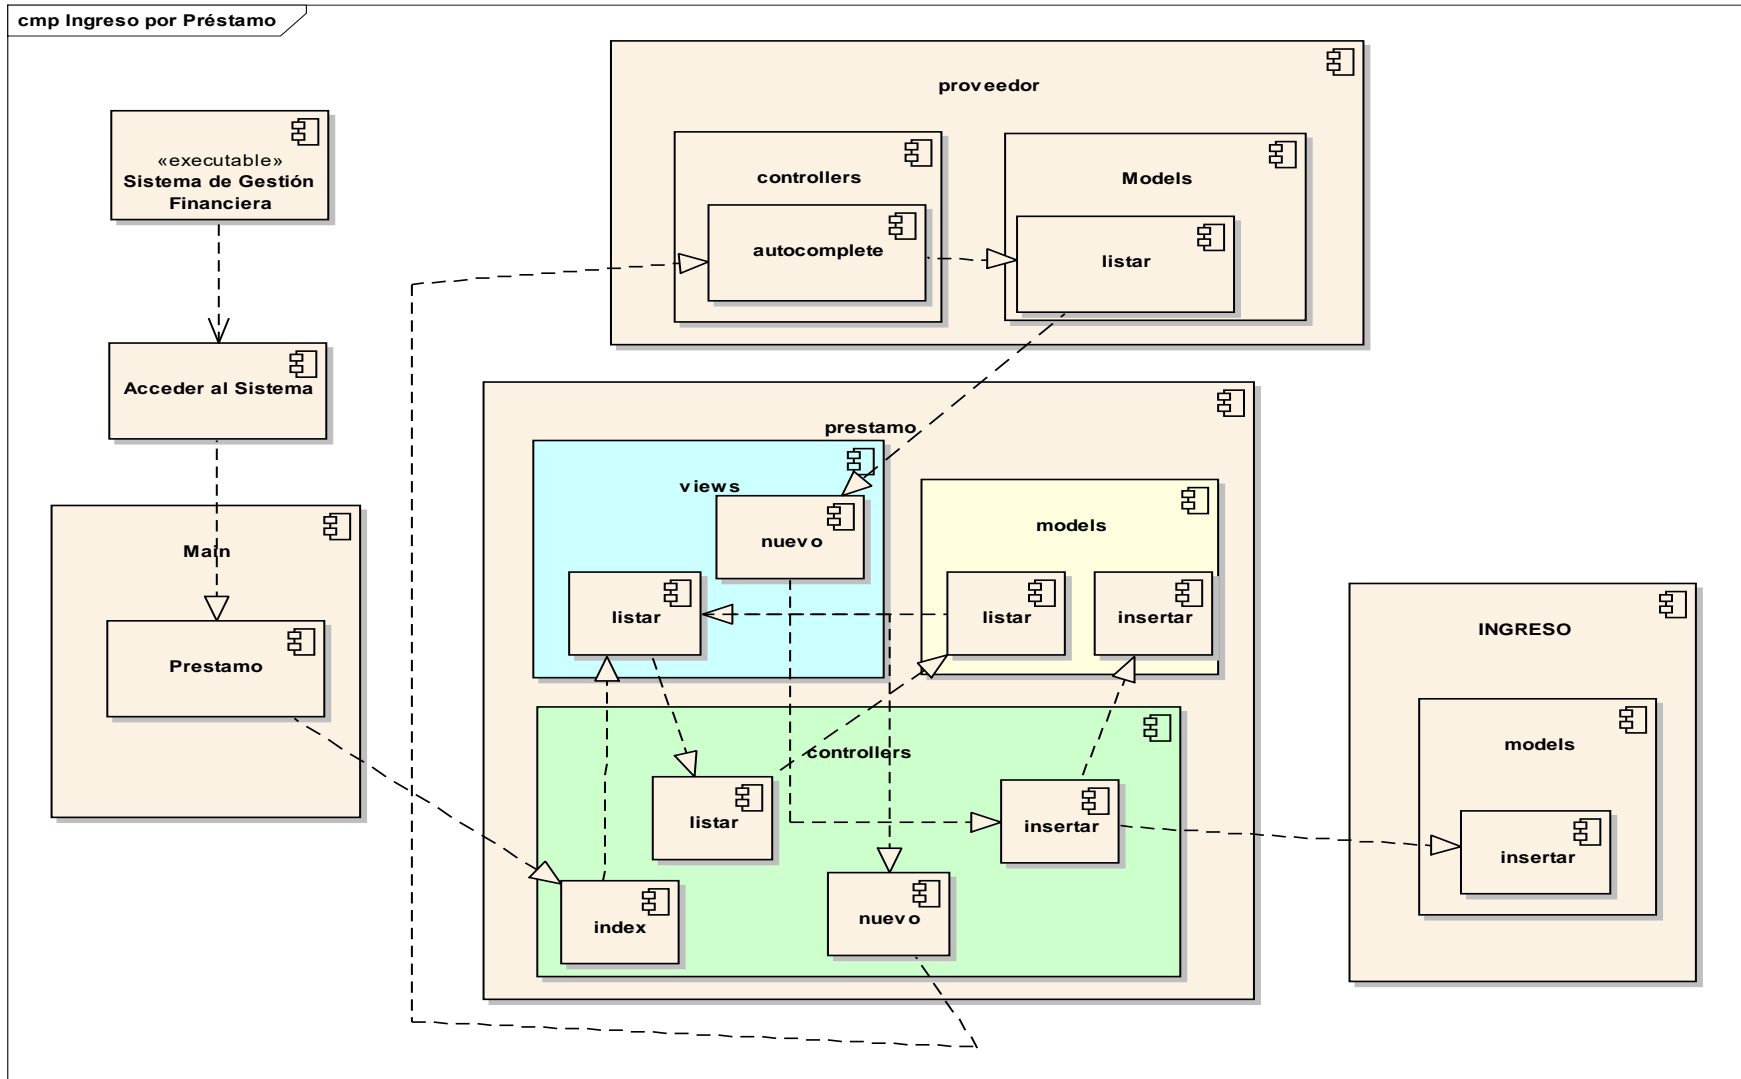 cmp Ingreso por Préstamo
proveedor
«executable»
Sistema de Gestión
Financiera
controllers
Models
autocomplete
listar
Acceder al Sistema
prestamo
views
nuevo
models
listar
listar
insertar
Main
Prestamo
controllers
listar
insertar
index
nuevo
INGRESO
models
insertar